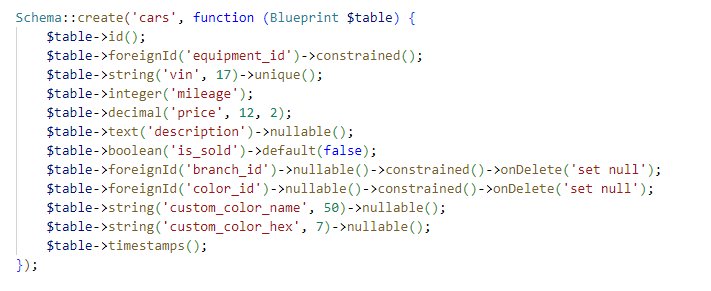 Schema::create('cars', function (Blueprint $table) {
    $table->id();
    $table->foreignId('equipment_id')->constrained();
    $table->string('vin', 17)->unique();
    $table->integer('mileage');
    $table->decimal('price', 12, 2);
    $table->text('description')->nullable();
    $table->boolean('is_sold')->default(false);
    $table->foreignId('branch_id')->nullable()->constrained()->onDelete('set null');
    $table->foreignId('color_id')->nullable()->constrained()->onDelete('set null');
    $table->string('custom_color_name', 50)->nullable();
    $table->string('custom_color_hex', 7)->nullable();
    $table->timestamps();
});